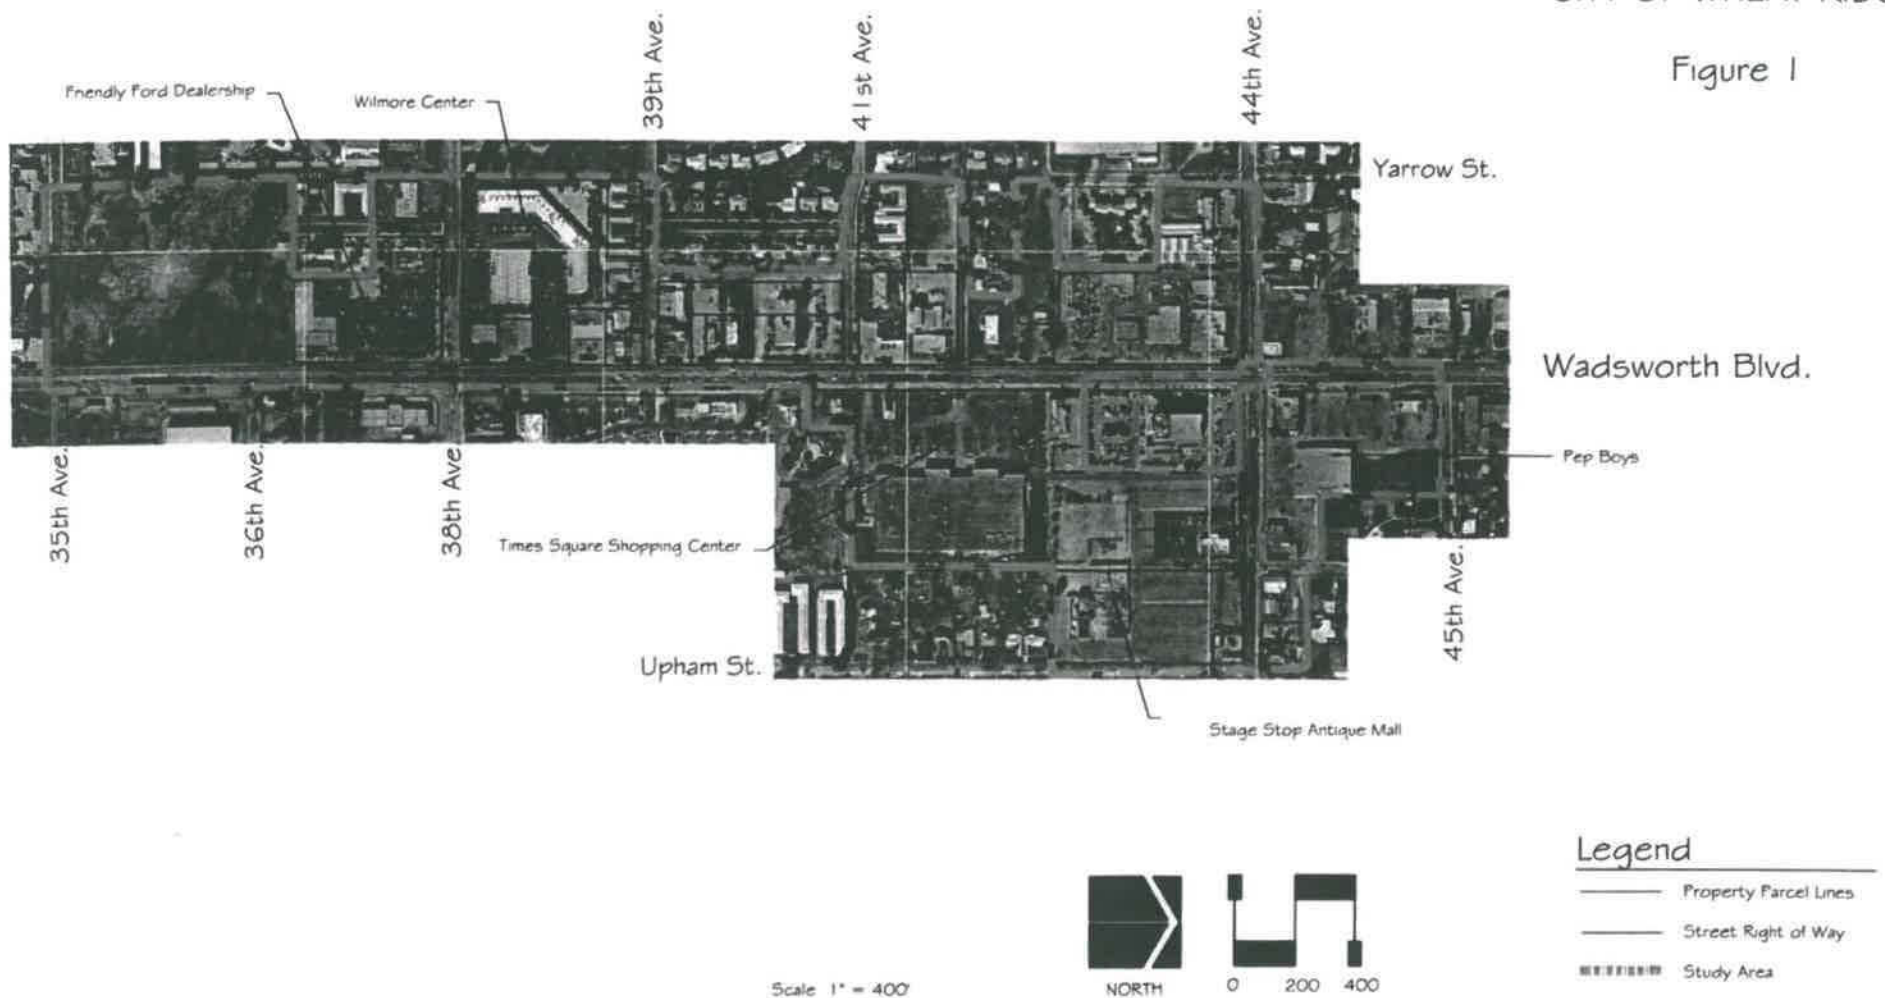 Figure 1
Friendly Ford Dealership
Wilmore Center
39th Ave.
41st Ave.
44th Ave.
Yarrow St.
Wadsworth Blvd.
Pep Boys
35th Ave.
36th Ave.
38th Ave.
Times Square Shopping Center
45th Ave.
Upham St.
Stage Stop Antique Mall
Legend
Property Parcel Lines
Street Right of Way
Study Area
Scale 1" = 400'
NORTH
0 200 400